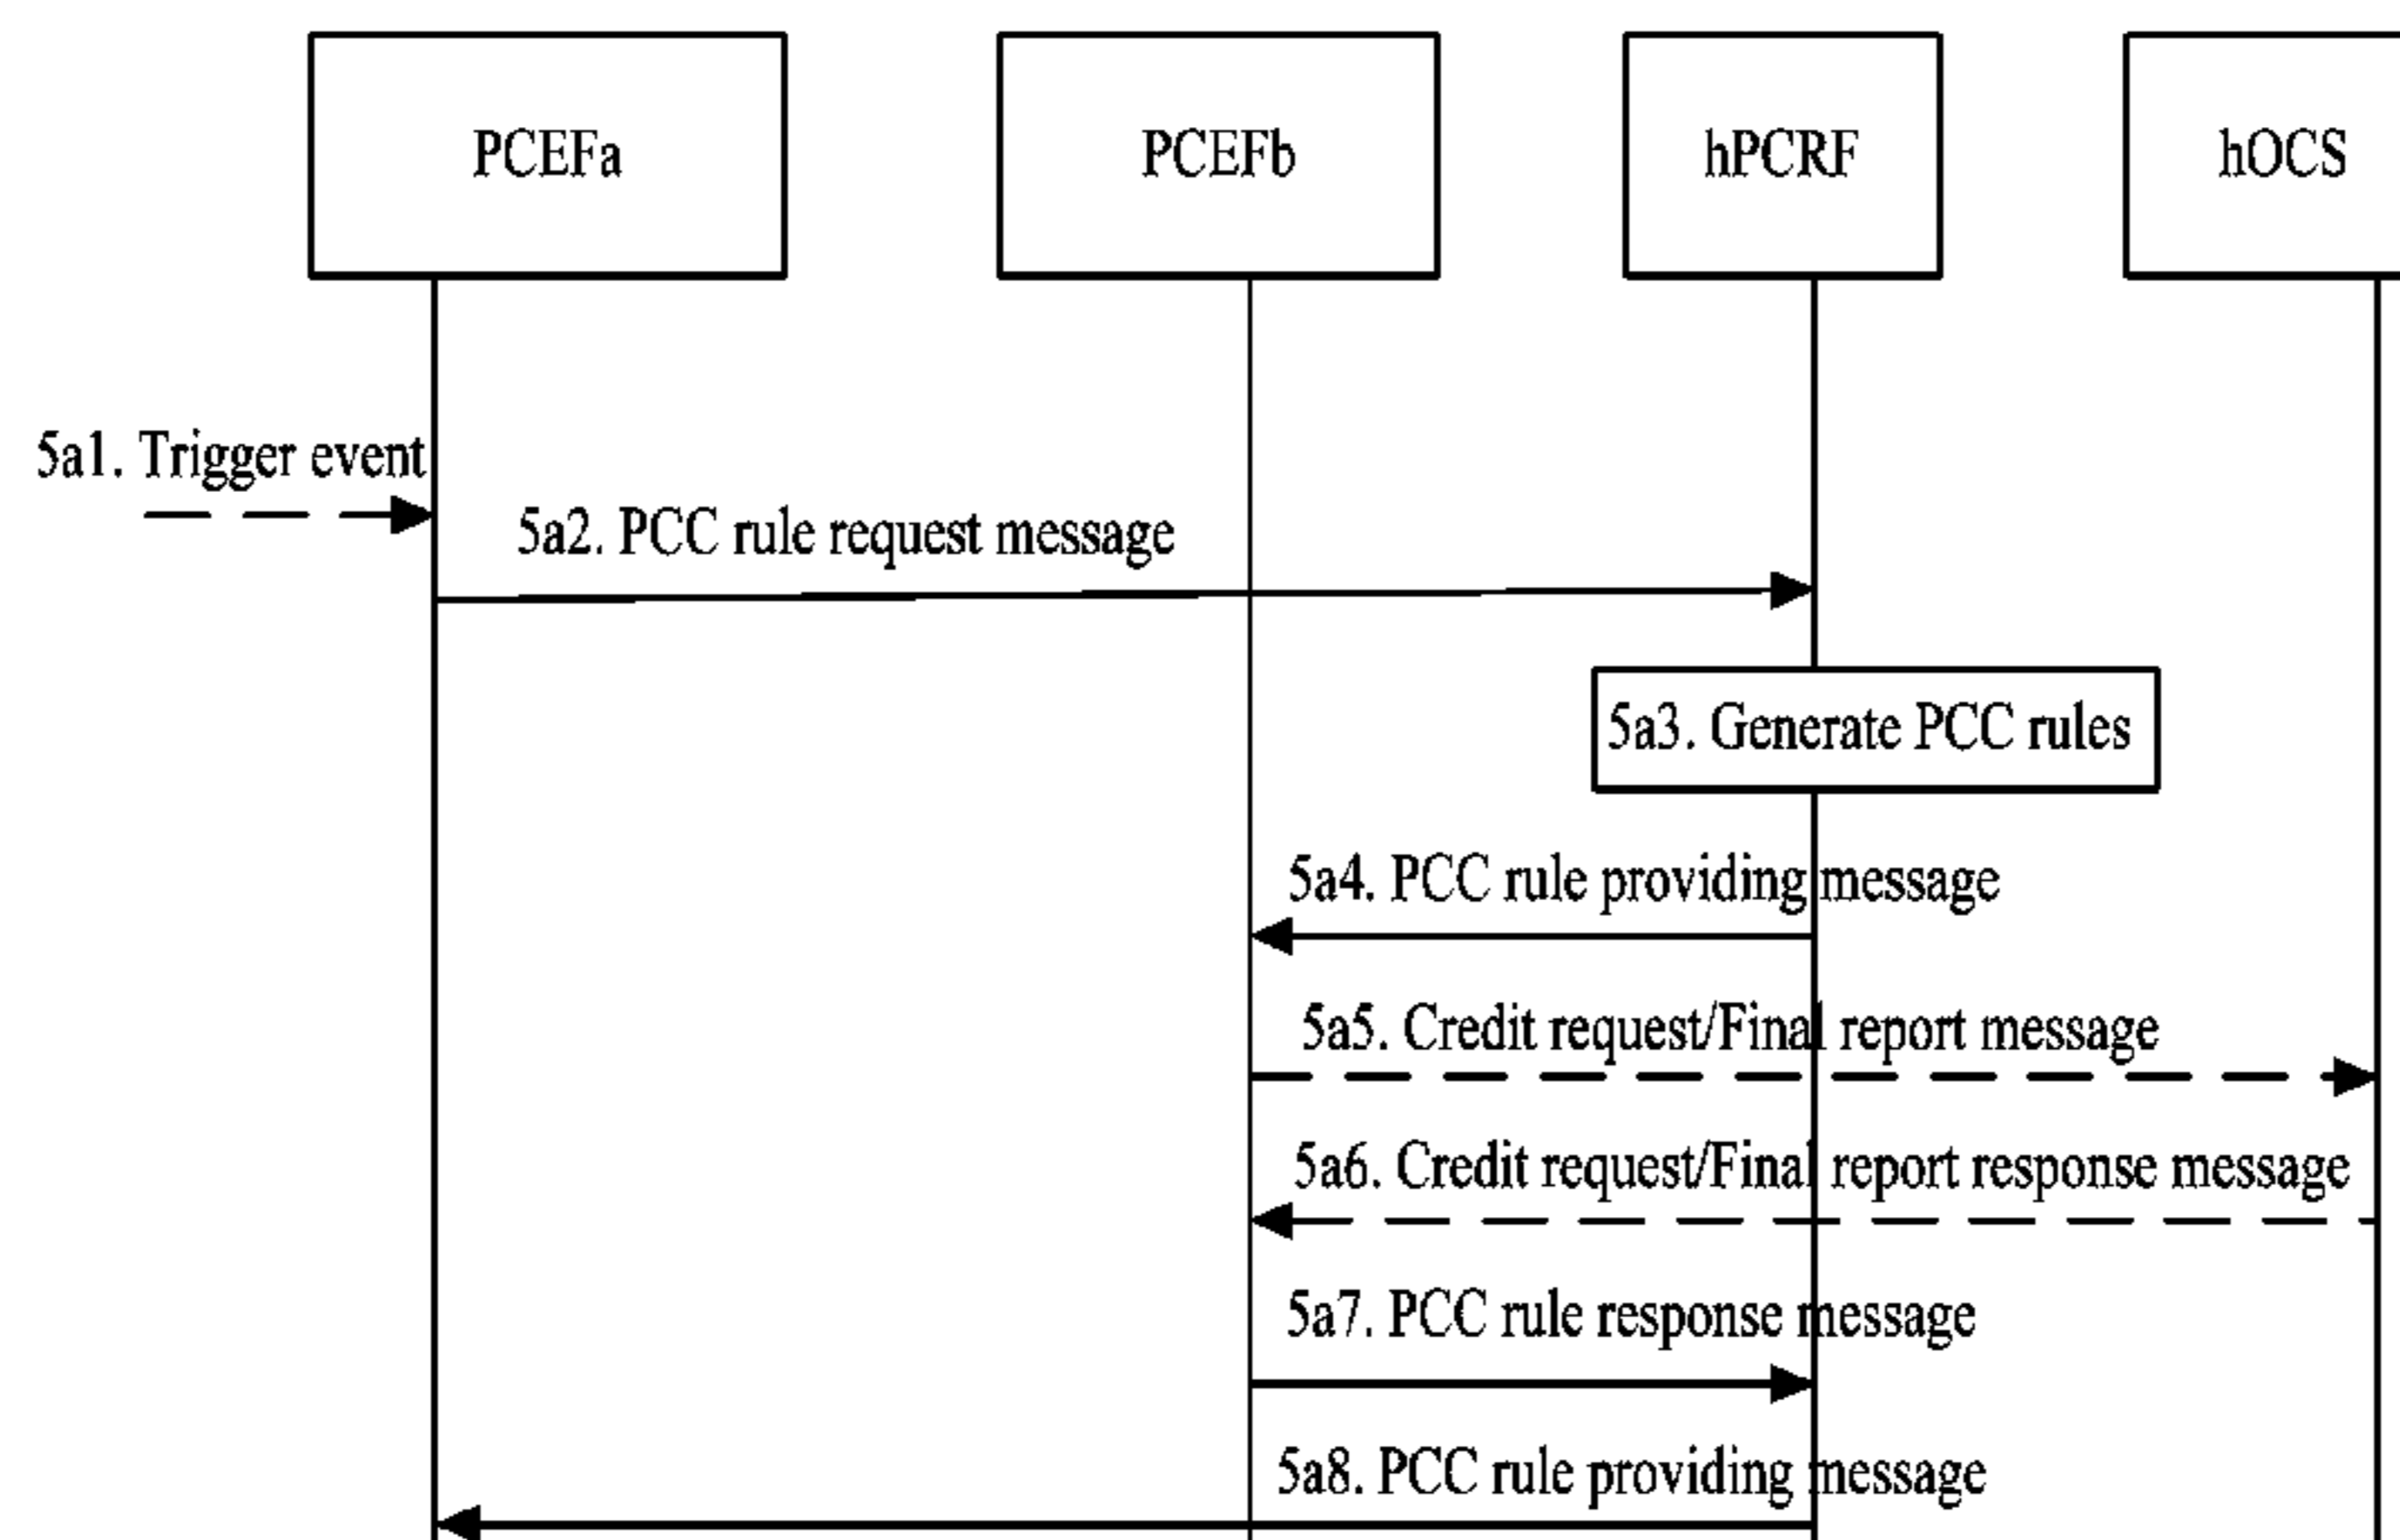 PCEFa
PCEFb
hPCRF
hOCS
5a1. Trigger event
5a2. PCC rule request message
5a3. Generate PCC rules
5a4. PCC rule providing message
5a5. Credit request/Final report message
5a6. Credit request/Final report response message
5a7. PCC rule response message
5a8. PCC rule providing message